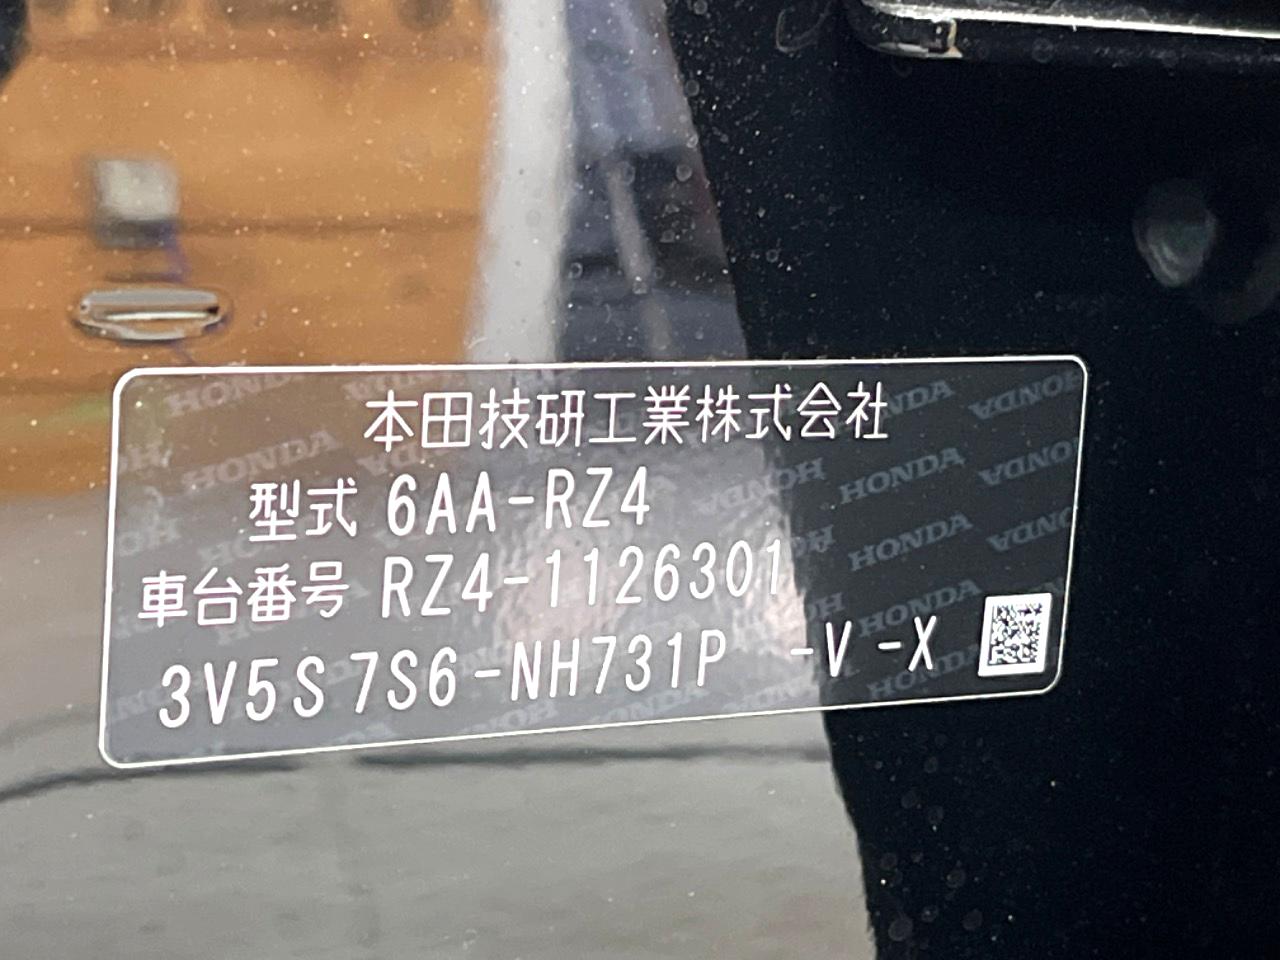 本田技研工業株式会社
型式 6AA-RZ4
車台番号 RZ4-1126301
3V5S7S6-NH731P -V-X